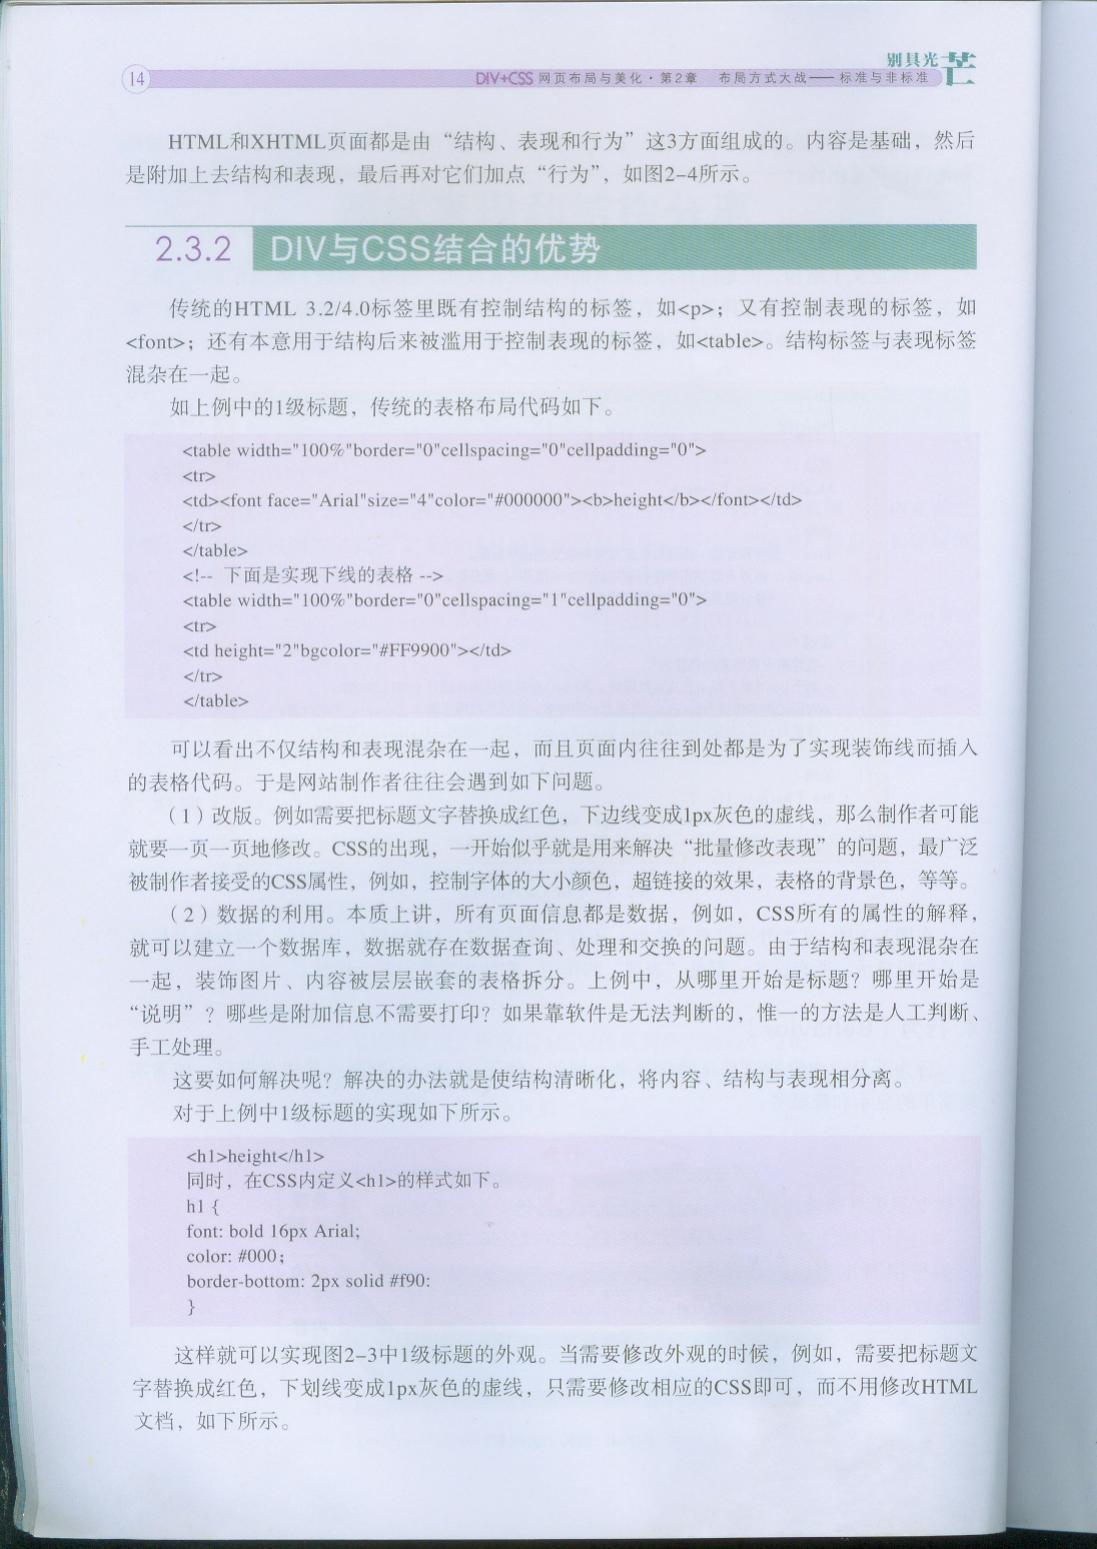 14
DIV+CSS 网页布局与美化·第2章 布局方式大战——标准与非标准
别具光芒
HTML和XHTML页面都是由“结构、表现和行为”这3方面组成的。内容是基础，然后
是附加上去结构和表现，最后再对它们加点“行为”，如图2-4所示。
2.3.2 DIV与CSS结合的优势
传统的HTML 3.2/4.0标签里既有控制结构的标签，如<p>；又有控制表现的标签，如
<font>；还有本意用于结构后来被滥用于控制表现的标签，如<table>。结构标签与表现标签
混杂在一起。
如上例中的1级标题，传统的表格布局代码如下。
<table width="100%"border="0"cellspacing="0"cellpadding="0">
<tr>
<td><font face="Arial"size="4"color="#000000"><b>height</b></font></td>
</tr>
</table>
<!-- 下面是实现下线的表格 -->
<table width="100%"border="0"cellspacing="1"cellpadding="0">
<tr>
<td height="2"bgcolor="#FF9900"></td>
</tr>
</table>
可以看出不仅结构和表现混杂在一起，而且页面内往往到处都是为了实现装饰线而插入
的表格代码。于是网站制作者往往会遇到如下问题。
（1）改版。例如需要把标题文字替换成红色，下边线变成1px灰色的虚线，那么制作者可能
就要一页一页地修改。CSS的出现，一开始似乎就是用来解决“批量修改表现”的问题，最广泛
被制作者接受的CSS属性，例如，控制字体的大小颜色，超链接的效果，表格的背景色，等等。
（2）数据的利用。本质上讲，所有页面信息都是数据，例如，CSS所有的属性的解释，
就可以建立一个数据库，数据就存在数据查询、处理和交换的问题。由于结构和表现混杂在
一起，装饰图片、内容被层层嵌套的表格拆分。上例中，从哪里开始是标题？哪里开始是
“说明”？哪些是附加信息不需要打印？如果靠软件是无法判断的，惟一的方法是人工判断、
手工处理。
这要如何解决呢？解决的办法就是使结构清晰化，将内容、结构与表现相分离。
对于上例中1级标题的实现如下所示。
<h1>height</h1>
同时，在CSS内定义<h1>的样式如下。
h1 {
font: bold 16px Arial;
color: #000；
border-bottom: 2px solid #f90:
}
这样就可以实现图2-3中1级标题的外观。当需要修改外观的时候，例如，需要把标题文
字替换成红色，下划线变成1px灰色的虚线，只需要修改相应的CSS即可，而不用修改HTML
文档，如下所示。